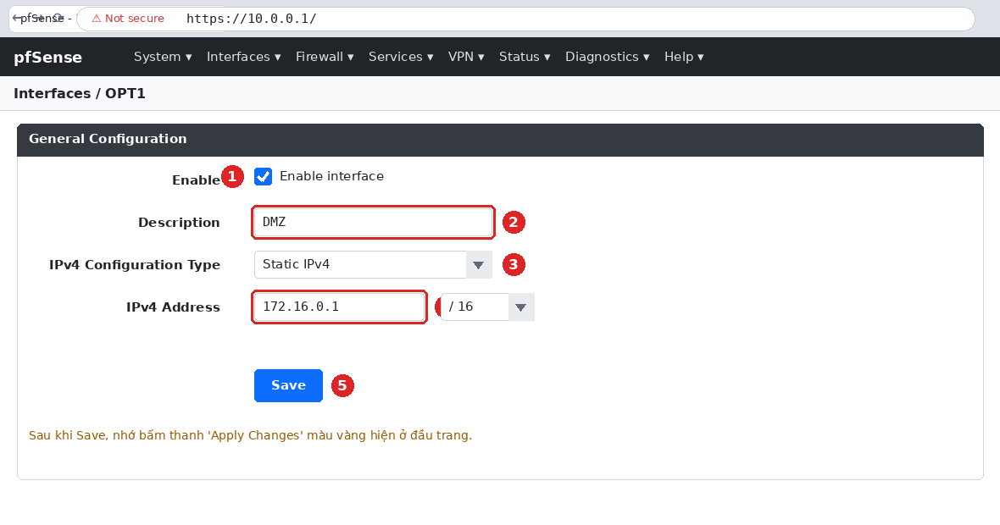 pfSense -
⚠ Not secure https://10.0.0.1/
pfSense System ▾ Interfaces ▾ Firewall ▾ Services ▾ VPN ▾ Status ▾ Diagnostics ▾ Help ▾
Interfaces / OPT1
General Configuration
Enable 1 Enable interface
Description DMZ 2
IPv4 Configuration Type Static IPv4 3
IPv4 Address 172.16.0.1 / 16
Save 5
Sau khi Save, nhớ bấm thanh 'Apply Changes' màu vàng hiện ở đầu trang.